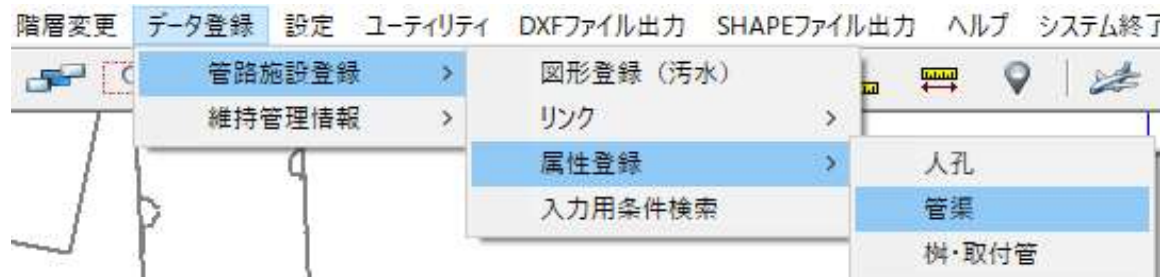 階層変更 データ登録 設定 ユーティリティ DXFファイル出力 SHAPEファイル出力 ヘルプ システム終了
管路施設登録 >
維持管理情報 >
図形登録（汚水）
リンク >
属性登録 >
入力用条件検索
人孔
管渠
桝・取付管